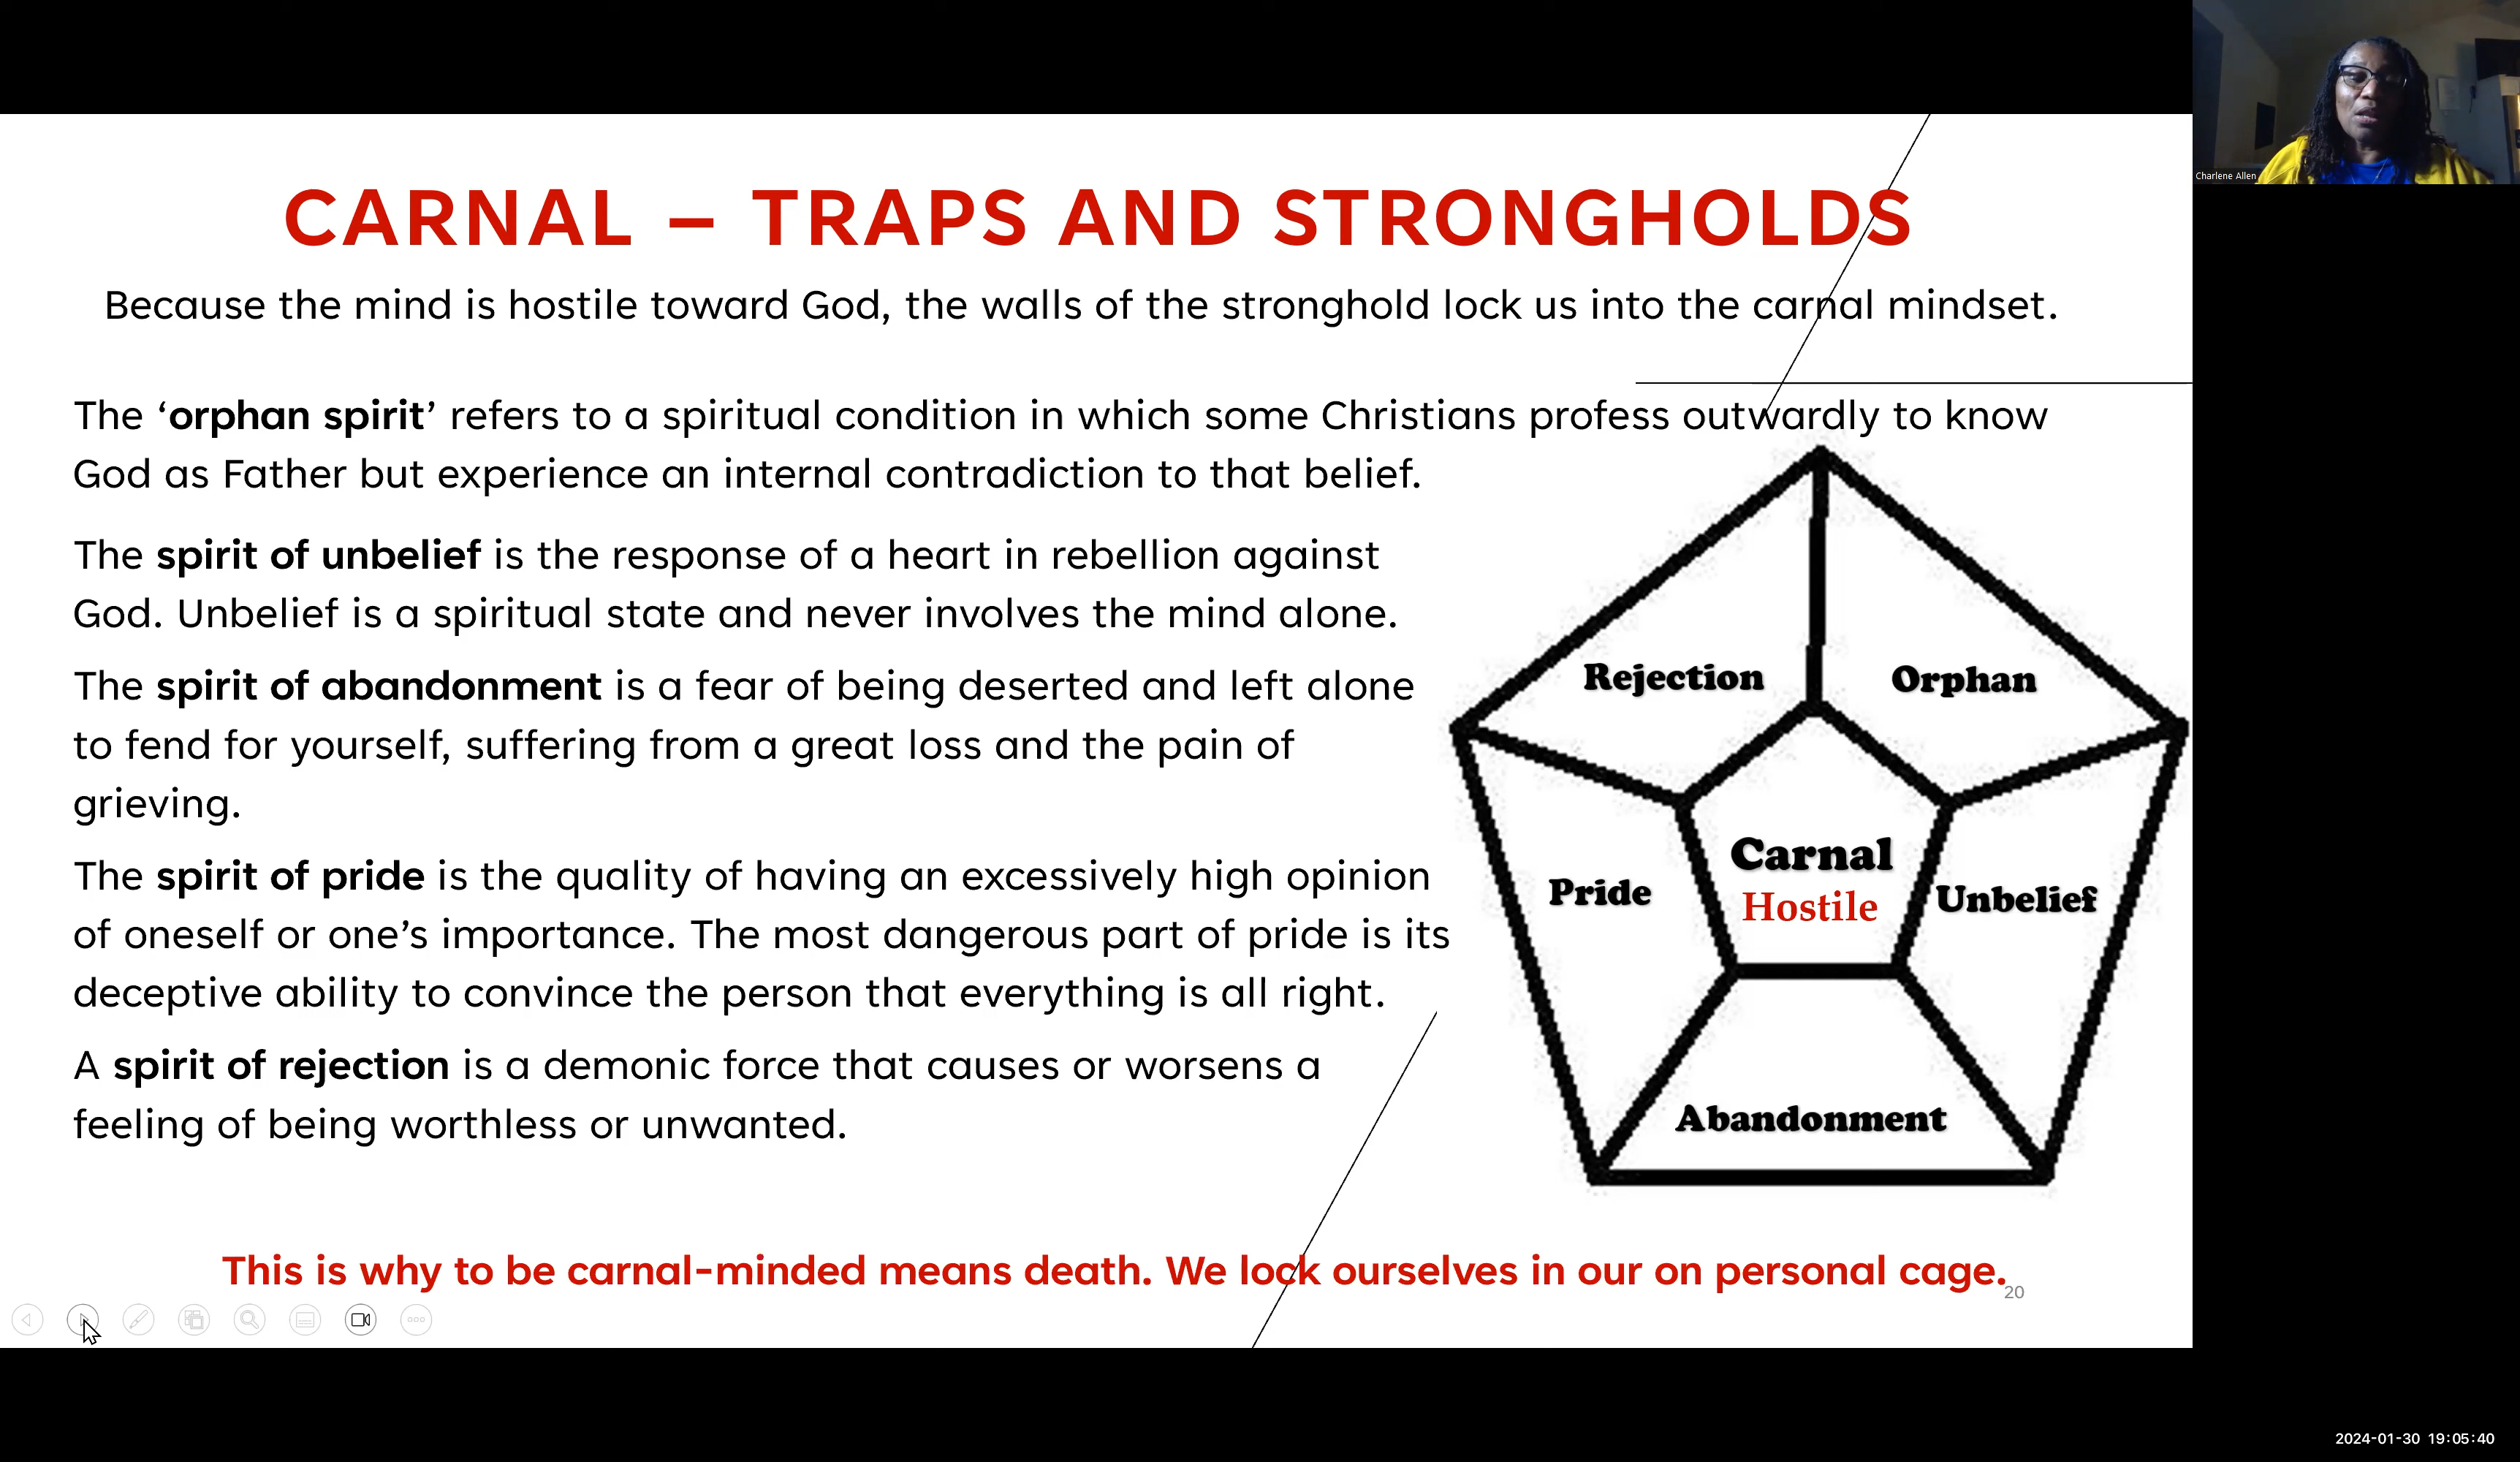 Charlene Allen
CARNAL – TRAPS AND STRONGHOLDS
Because the mind is hostile toward God, the walls of the stronghold lock us into the carnal mindset.
The ‘orphan spirit’ refers to a spiritual condition in which some Christians profess outwardly to know
God as Father but experience an internal contradiction to that belief.
The spirit of unbelief is the response of a heart in rebellion against
God. Unbelief is a spiritual state and never involves the mind alone.
The spirit of abandonment is a fear of being deserted and left alone
to fend for yourself, suffering from a great loss and the pain of
grieving.
The spirit of pride is the quality of having an excessively high opinion
of oneself or one’s importance. The most dangerous part of pride is its
deceptive ability to convince the person that everything is all right.
A spirit of rejection is a demonic force that causes or worsens a
feeling of being worthless or unwanted.
Rejection
Orphan
Carnal
Hostile
Pride
Unbelief
Abandonment
This is why to be carnal-minded means death. We lock ourselves in our on personal cage.
20
2024-01-30 19:05:40